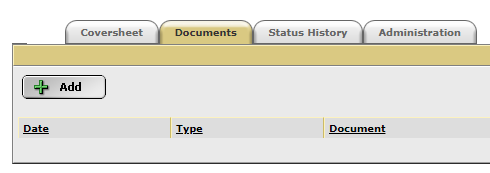 Coversheet Documents Status History Administration
Add
Date Type Document